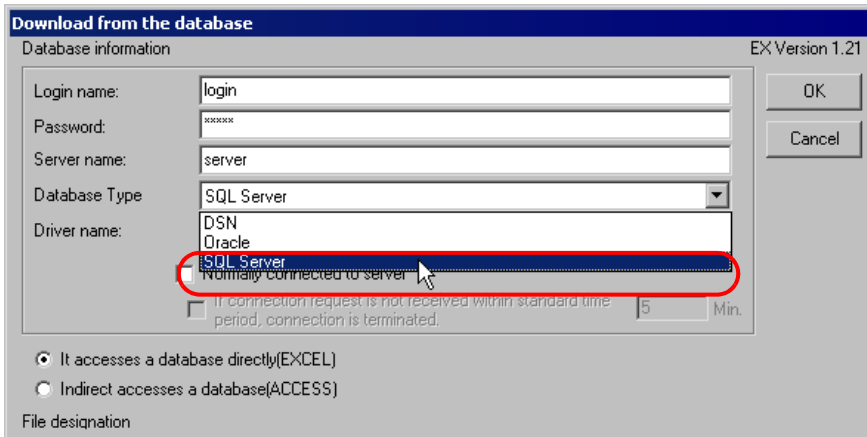 Download from the database
Database information
EX Version 1.21
Login name:
login
OK
Password:
xxxxx
Cancel
Server name:
server
Database Type
SQL Server
Driver name:
DSN
Oracle
SQL Server
Normally connected to server
If connection request is not received within standard time
period, connection is terminated.
5
Min.
It accesses a database directly(EXCEL)
Indirect accesses a database(ACCESS)
File designation